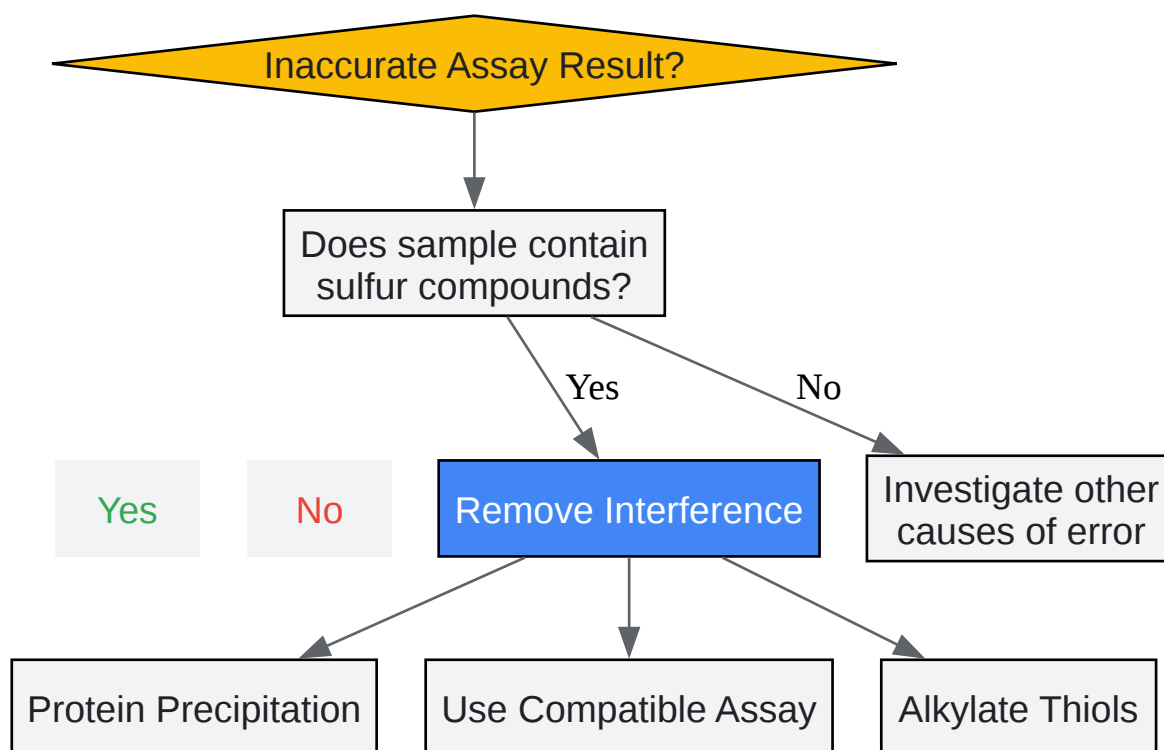 Inaccurate Assay Result?
Does sample contain
sulfur compounds?
Yes
No
Yes
No
Remove Interference
Investigate other
causes of error
Protein Precipitation
Use Compatible Assay
Alkylate Thiols